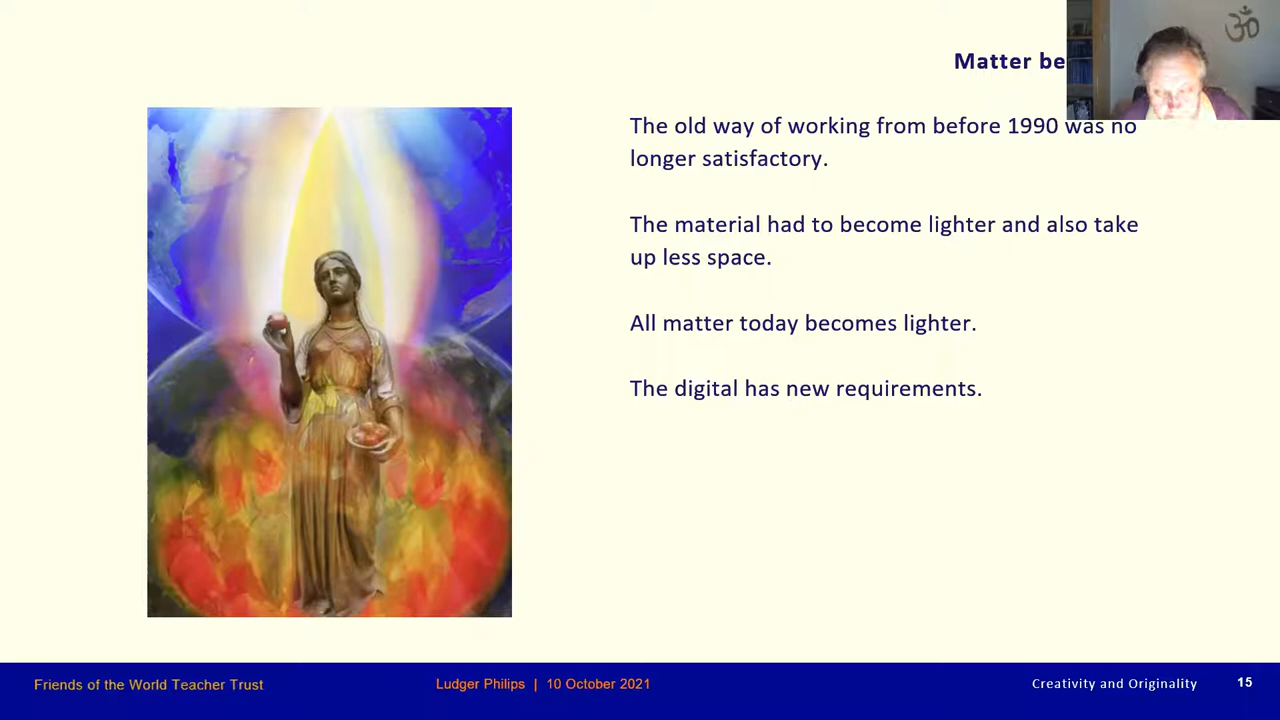 Matter be
The old way of working from before 1990 was no
longer satisfactory.
The material had to become lighter and also take
up less space.
All matter today becomes lighter.
The digital has new requirements.
Friends of the World Teacher Trust
Ludger Philips | 10 October 2021
Creativity and Originality
15
ॐ